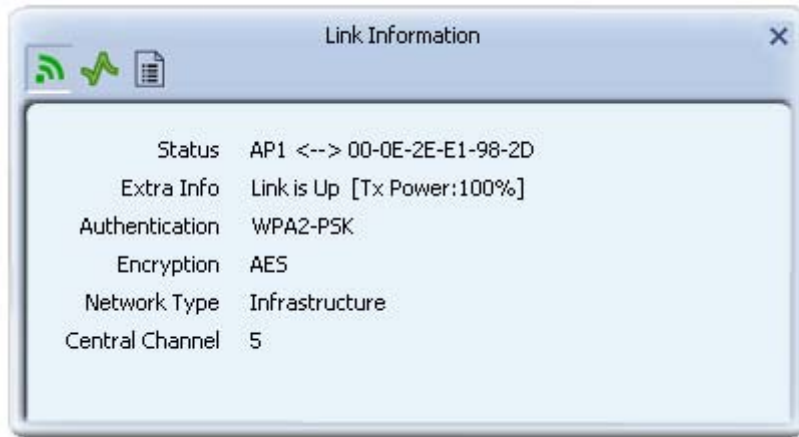 Link Information
Status AP1 <--> 00-0E-2E-E1-98-2D
Extra Info Link is Up [Tx Power:100%]
Authentication WPA2-PSK
Encryption AES
Network Type Infrastructure
Central Channel 5